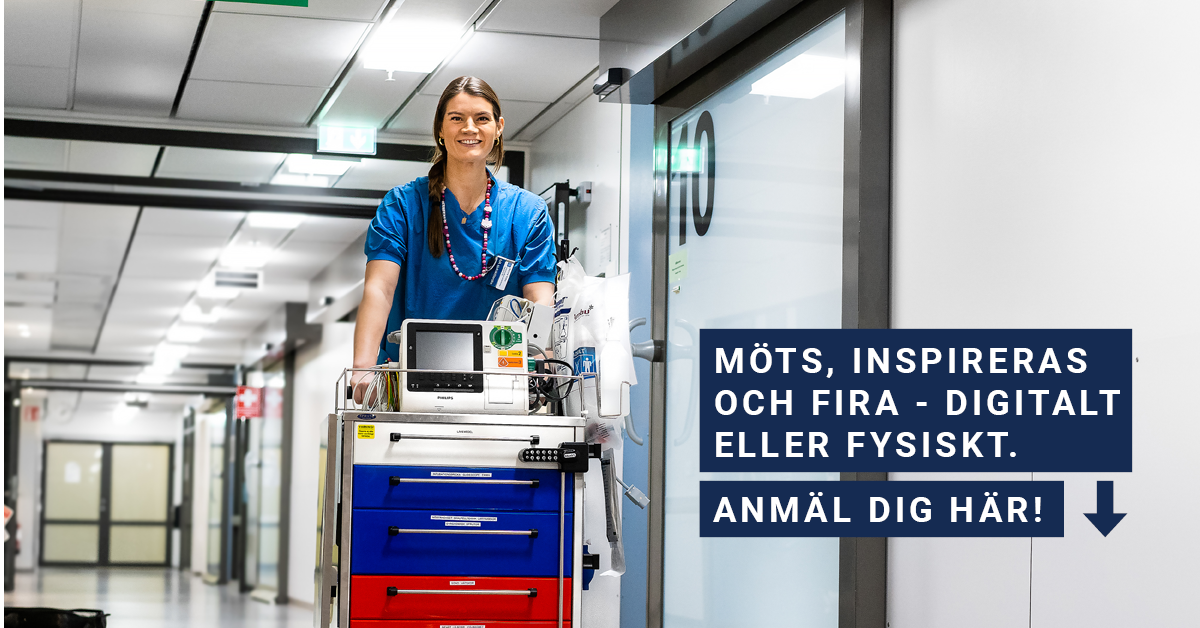 10
PHILIPS
MÖTS, INSPIRERAS
OCH FIRA - DIGITALT
ELLER FYSISKT.
ANMÄL DIG HÄR!